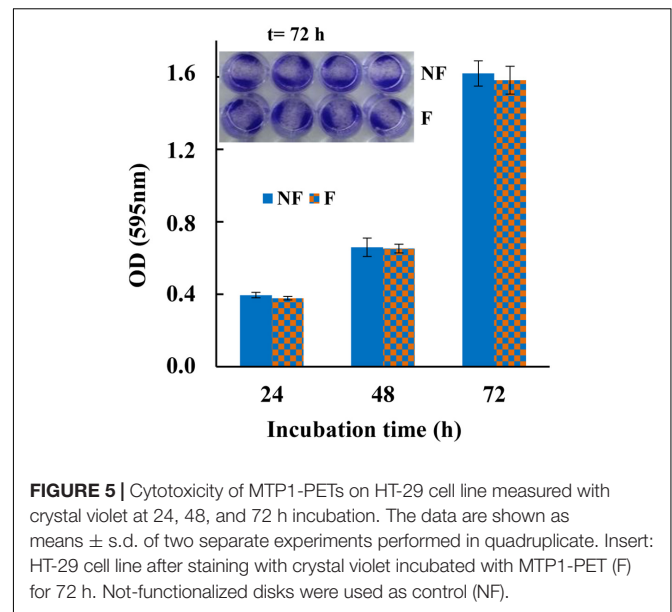 t= 72 h
NF
F
NF F
OD (595nm)
1.6
1.2
0.8
0.4
0.0
24 48 72
Incubation time (h)
FIGURE 5 | Cytotoxicity of MTP1-PETs on HT-29 cell line measured with
crystal violet at 24, 48, and 72 h incubation. The data are shown as
means ± s.d. of two separate experiments performed in quadruplicate. Insert:
HT-29 cell line after staining with crystal violet incubated with MTP1-PET (F)
for 72 h. Not-functionalized disks were used as control (NF).